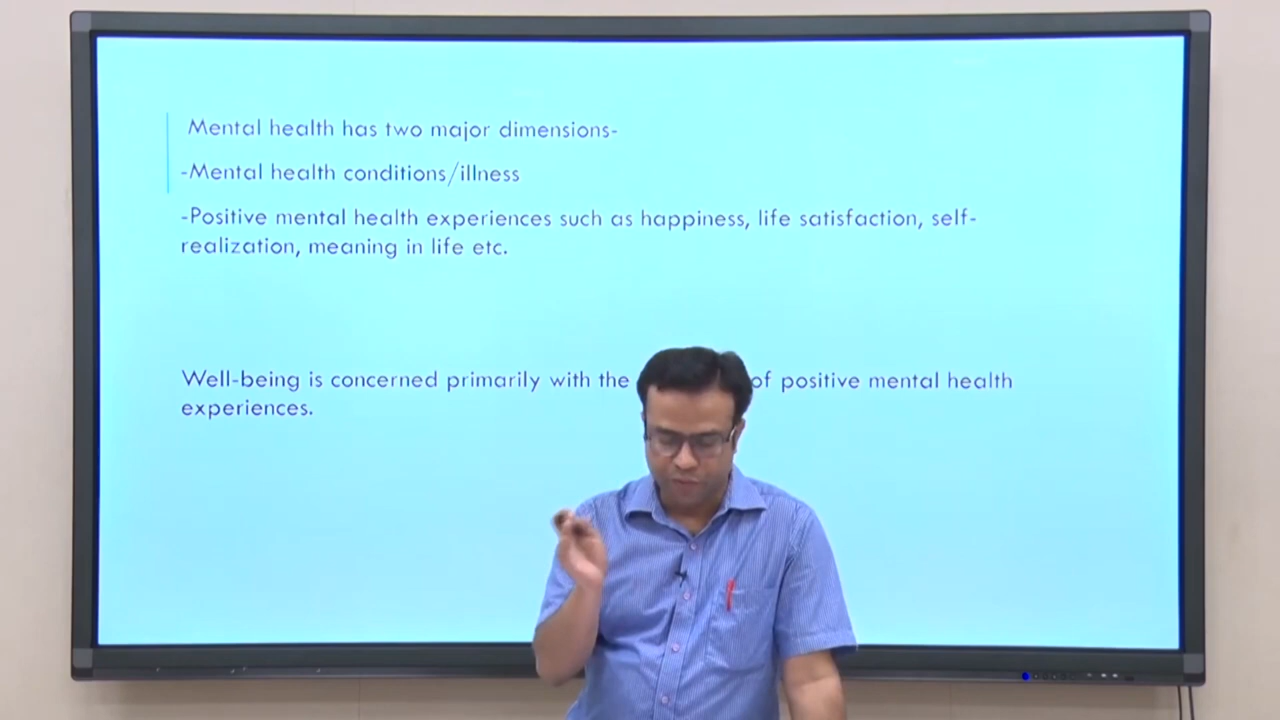 Mental health has two major dimensions-
-Mental health conditions/illness
-Positive mental health experiences such as happiness, life satisfaction, self-
realization, meaning in life etc.
Well-being is concerned primarily with the of positive mental health
experiences.